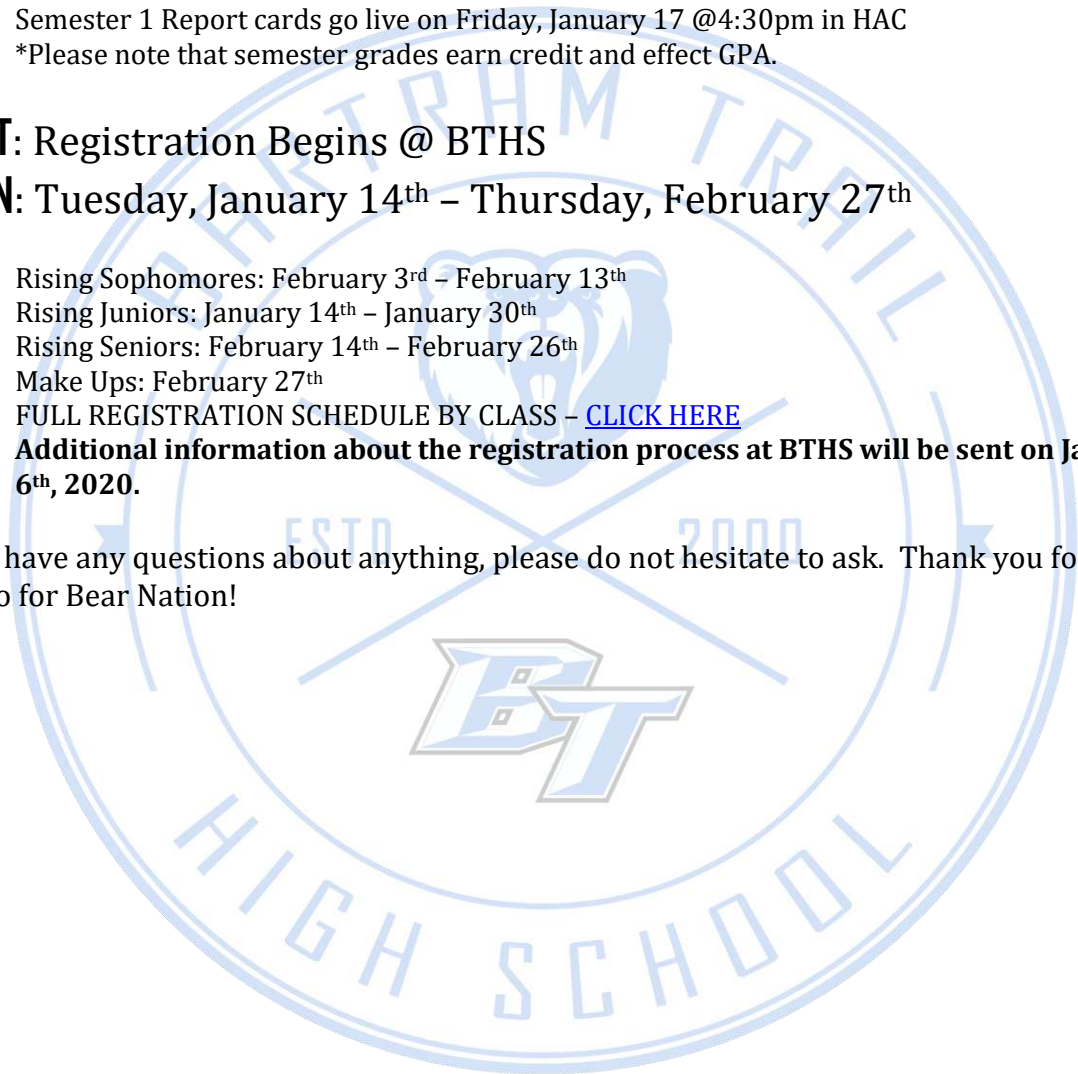 Semester 1 Report cards go live on Friday, January 17 @4:30pm in HAC
*Please note that semester grades earn credit and effect GPA.
: Registration Begins @ BTHS
: Tuesday, January 14th – Thursday, February 27th
Rising Sophomores: February 3rd – February 13th
Rising Juniors: January 14th – January 30th
Rising Seniors: February 14th – February 26th
Make Ups: February 27th
FULL REGISTRATION SCHEDULE BY CLASS – CLICK HERE
Additional information about the registration process at BTHS will be sent on
6th, 2020.
have any questions about anything, please do not hesitate to ask. Thank you
for Bear Nation!
BARTRAM TRAIL
ESTD 2000
BT
HIGH SCHOOL